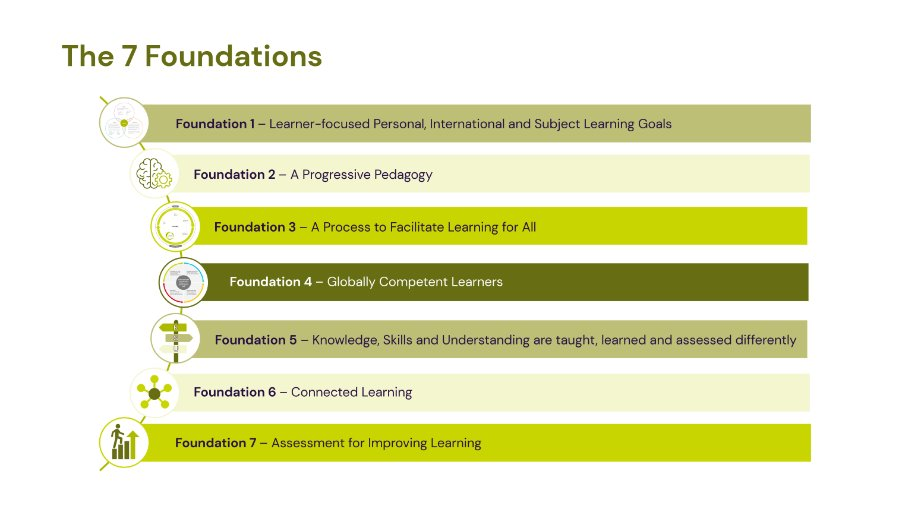 The 7 Foundations
Foundation 1 – Learner-focused Personal, International and Subject Learning Goals
Foundation 2 – A Progressive Pedagogy
Foundation 3 – A Process to Facilitate Learning for All
Foundation 4 – Globally Competent Learners
Foundation 5 – Knowledge, Skills and Understanding are taught, learned and assessed differently
Foundation 6 – Connected Learning
Foundation 7 – Assessment for Improving Learning